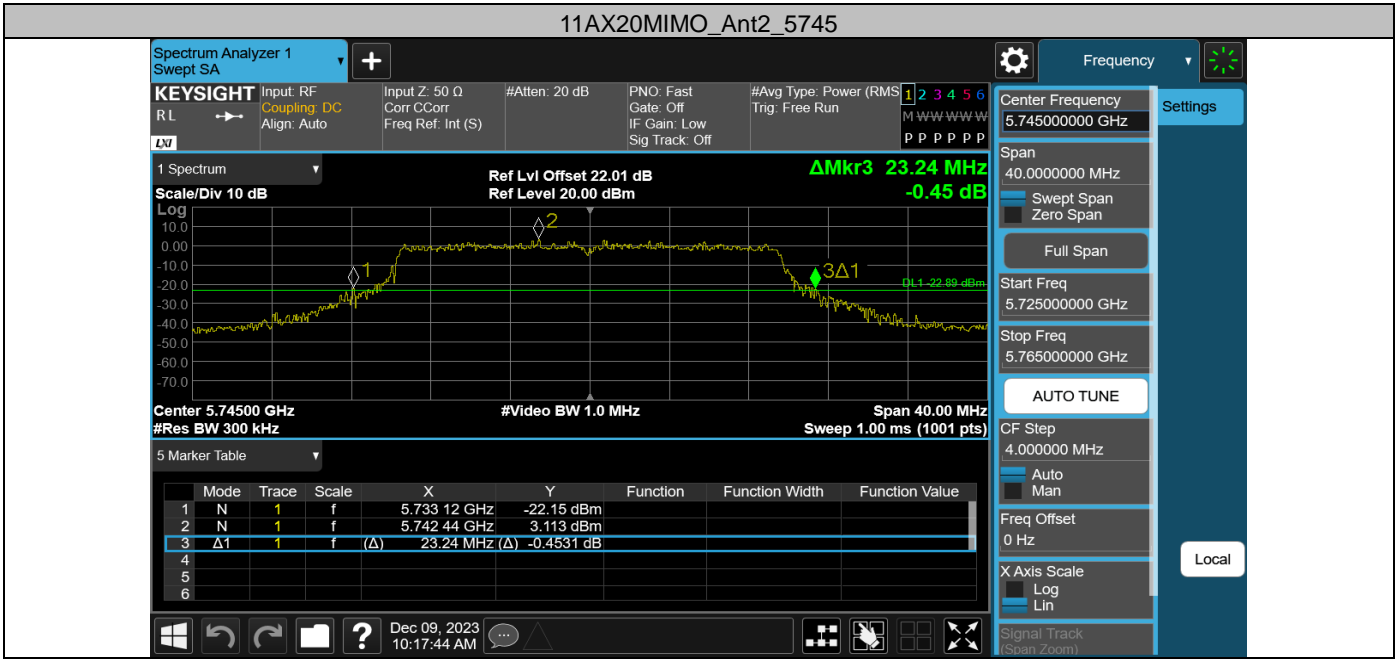 11AX20MIMO_Ant2_5745
Spectrum Analyzer 1
Swept SA
+
Frequency
KEYSIGHT
RL
LXI
Input: RF
Coupling: DC
Align: Auto
Input Z: 50 Ω
Corr CCorr
Freq Ref: Int (S)
#Atten: 20 dB
PNO: Fast
Gate: Off
IF Gain: Low
Sig Track: Off
#Avg Type: Power (RMS
Trig: Free Run
1 2 3 4 5 6
M W W W W W
P P P P P P
Center Frequency
5.745000000 GHz
Settings
Span
40.0000000 MHz
Swept Span
Zero Span
Full Span
Start Freq
5.725000000 GHz
Stop Freq
5.765000000 GHz
AUTO TUNE
CF Step
4.000000 MHz
Auto
Man
Freq Offset
0 Hz
X Axis Scale
Log
Lin
Signal Track
(Span Zoom)
Local
1 Spectrum
Scale/Div 10 dB
Ref Lvl Offset 22.01 dB
Ref Level 20.00 dBm
ΔMkr3 23.24 MHz
-0.45 dB
Log
10.0
0.00
-10.0
-20.0
-30.0
-40.0
-50.0
-60.0
-70.0
1
2
3Δ1
DL1 -22.89 dBm
Center 5.74500 GHz
#Video BW 1.0 MHz
Span 40.00 MHz
#Res BW 300 kHz
Sweep 1.00 ms (1001 pts)
5 Marker Table
Mode Trace Scale X Y Function Function Width Function Value
1 N 1 f 5.733 12 GHz -22.15 dBm
2 N 1 f 5.742 44 GHz 3.113 dBm
3 Δ1 1 f (Δ) 23.24 MHz (Δ) -0.4531 dB
4
5
6
?
Dec 09, 2023
10:17:44 AM